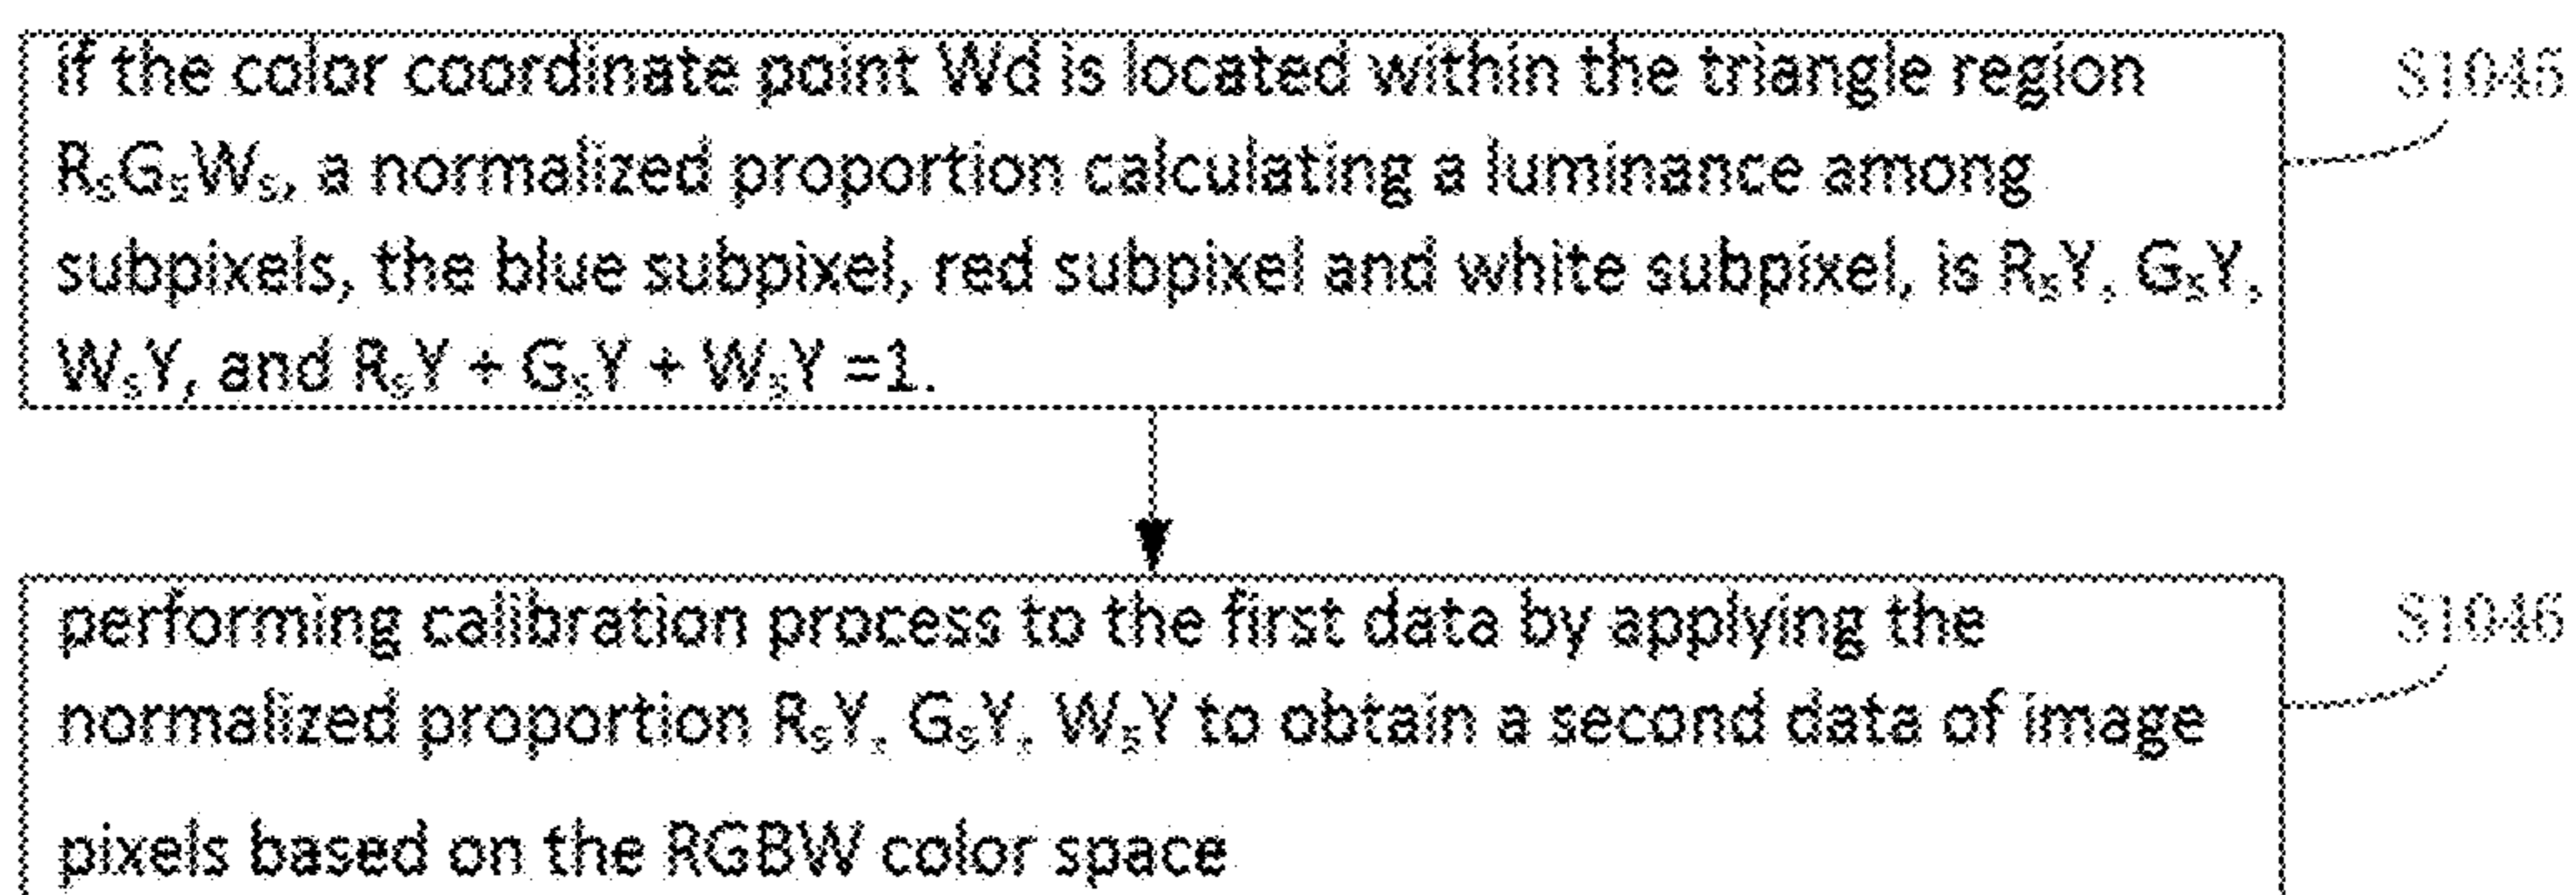 if the color coordinate point Wd is located within the triangle region
S1046
RₛGₛWₛ, a normalized proportion calculating a luminance among
subpixels, the blue subpixel, red subpixel and white subpixel, is RₛY, GₛY,
WₛY, and RₛY + GₛY + WₛY =1.
performing calibration process to the first data by applying the
S1046
normalized proportion RₛY, GₛY, WₛY to obtain a second data of image
pixels based on the RGBW color space